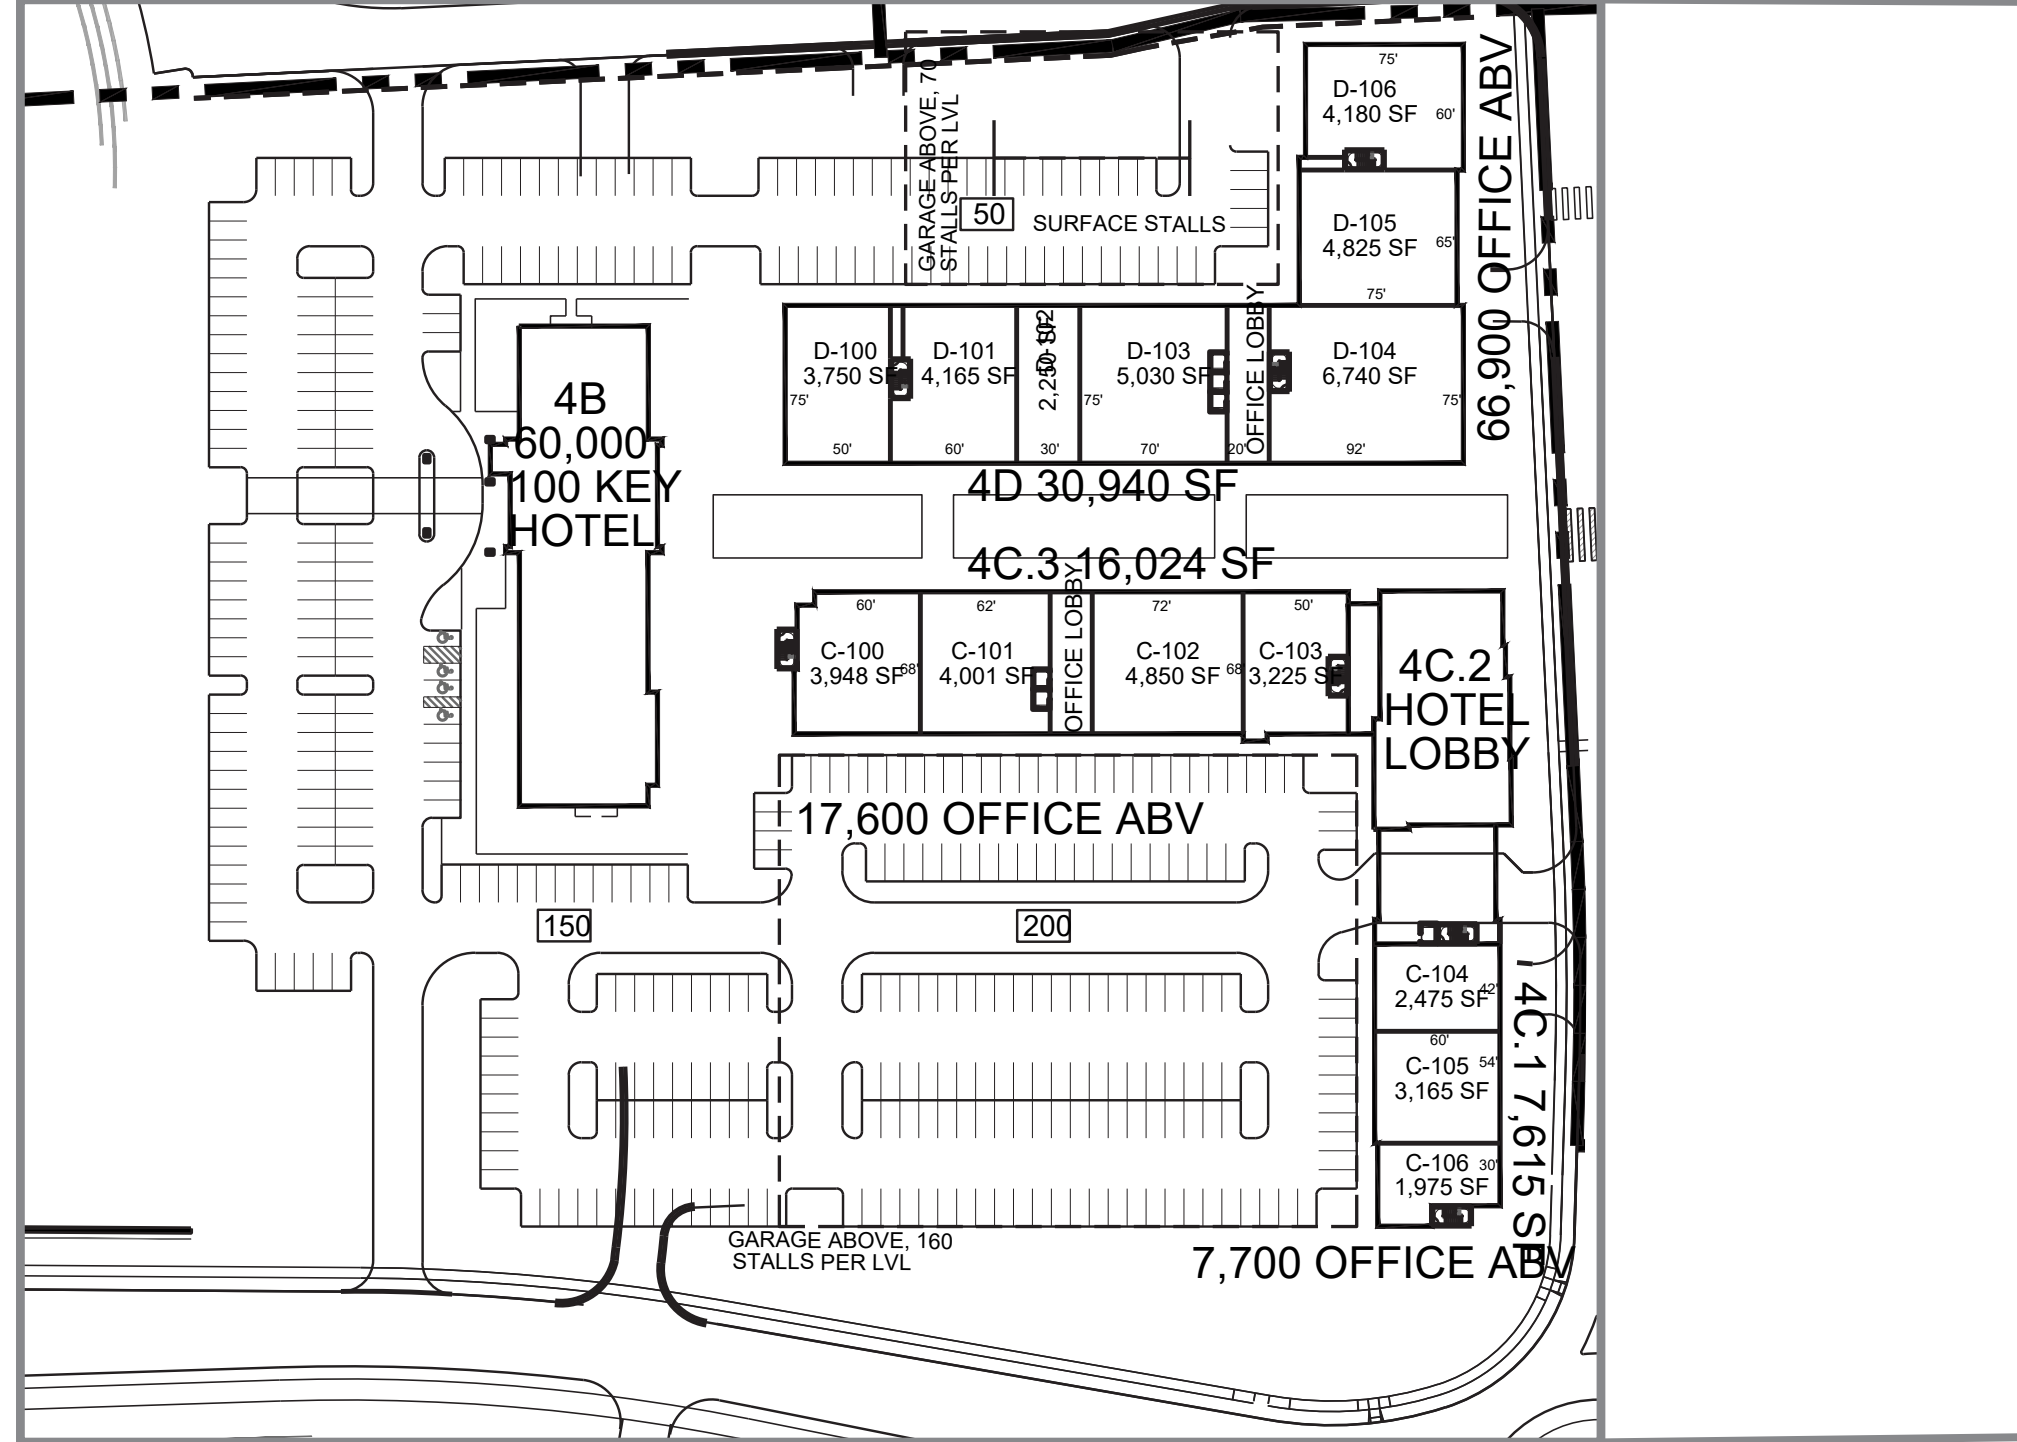 75'
D-106
4,180 SF
60'
66,900 OFFICE ABV
GARAGE ABOVE, 70
STALLS PER LVL
50
SURFACE STALLS
D-105
4,825 SF
65'
75'
D-100
3,750 SF
75'
50'
D-101
4,165 SF
60'
D-102
2,250 SF
30'
D-103
5,030 SF
75'
70'
OFFICE LOBBY
20'
D-104
6,740 SF
75'
92'
4B
60,000
100 KEY
HOTEL
4D 30,940 SF
4C.3 16,024 SF
60'
C-100
3,948 SF
68'
62'
C-101
4,001 SF
OFFICE LOBBY
72'
C-102
4,850 SF
68'
50'
C-103
3,225 SF
4C.2
HOTEL
LOBBY
17,600 OFFICE ABV
150
200
C-104
2,475 SF
42'
60'
C-105
3,165 SF
54'
C-106
1,975 SF
30'
4C.1 7,615 SF
GARAGE ABOVE, 160
STALLS PER LVL
7,700 OFFICE ABV